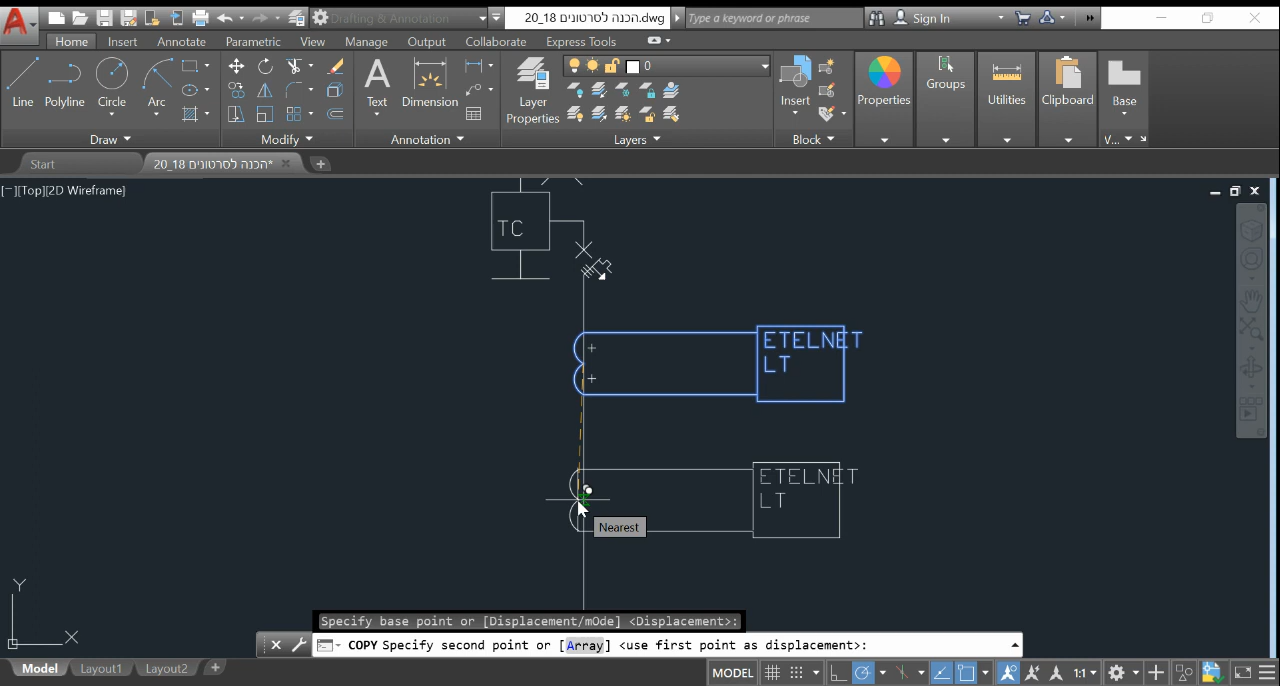 Drafting & Annotation
הכנה לסרטונים 20_18.dwg
Type a keyword or phrase
Sign In
Home Insert Annotate Parametric View Manage Output Collaborate Express Tools
0
Line Polyline Circle Arc
Text Dimension
Layer
Properties
Insert
Properties
Groups
Utilities
Clipboard
Base
Draw Modify Annotation Layers Block V...
Start
הכנה לסרטונים 20_18*
[−][Top][2D Wireframe]
TC
ETELNET
LT
ETELNET
LT
Nearest
Y
X
Specify base point or [Displacement/mOde] <Displacement>:
COPY Specify second point or [Array] <use first point as displacement>:
Model Layout1 Layout2
MODEL
1:1